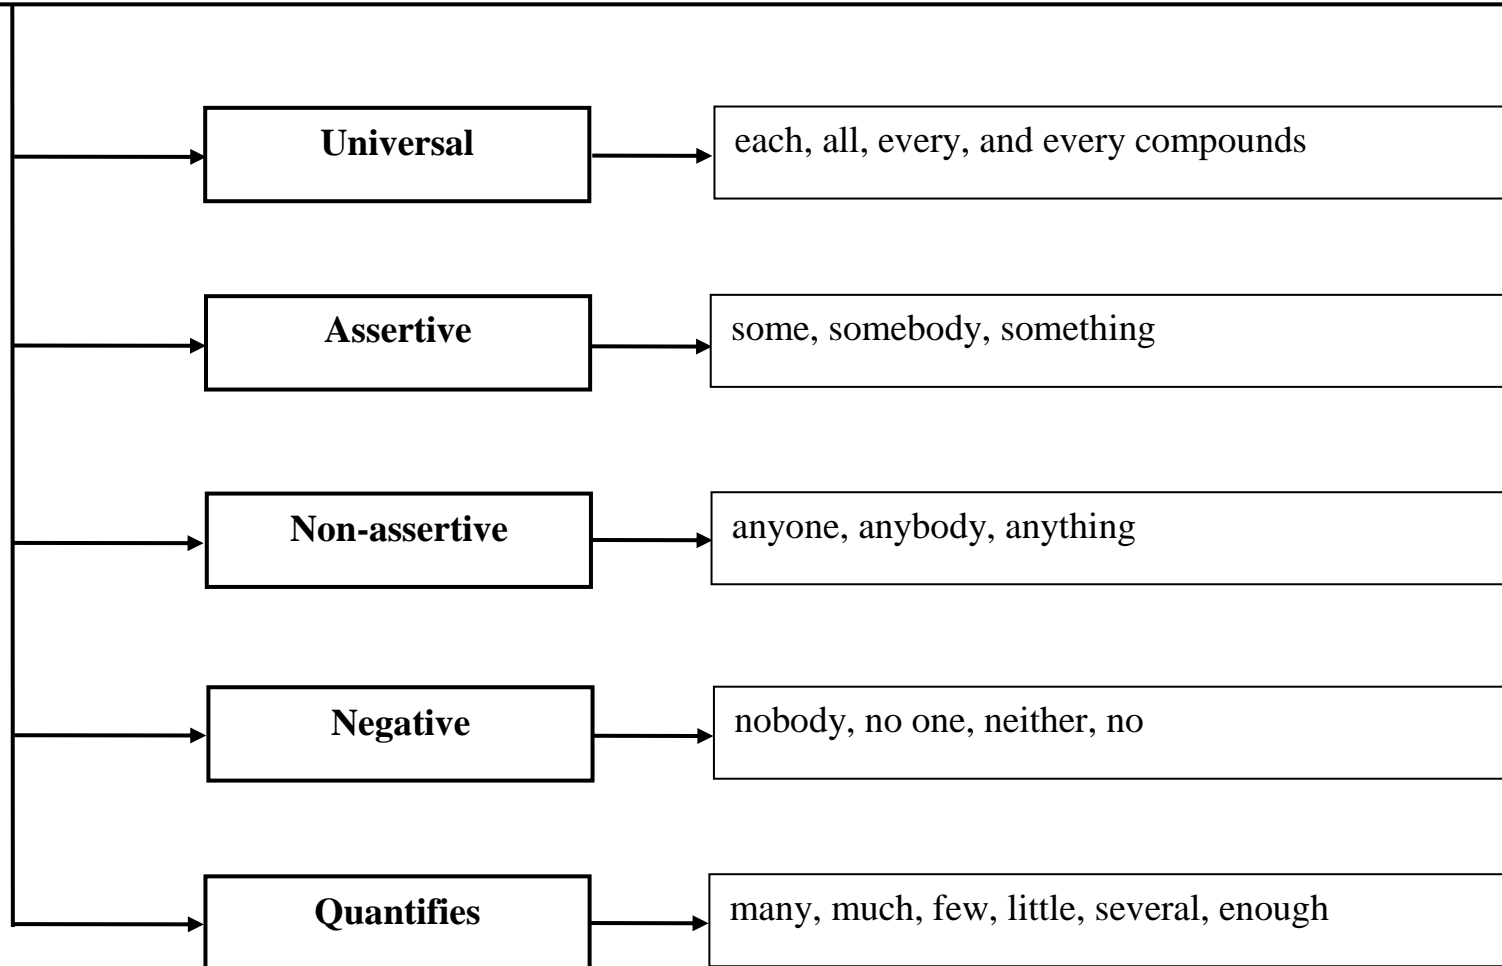 Universal
each, all, every, and every compounds
Assertive
some, somebody, something
Non-assertive
anyone, anybody, anything
Negative
nobody, no one, neither, no
Quantifies
many, much, few, little, several, enough